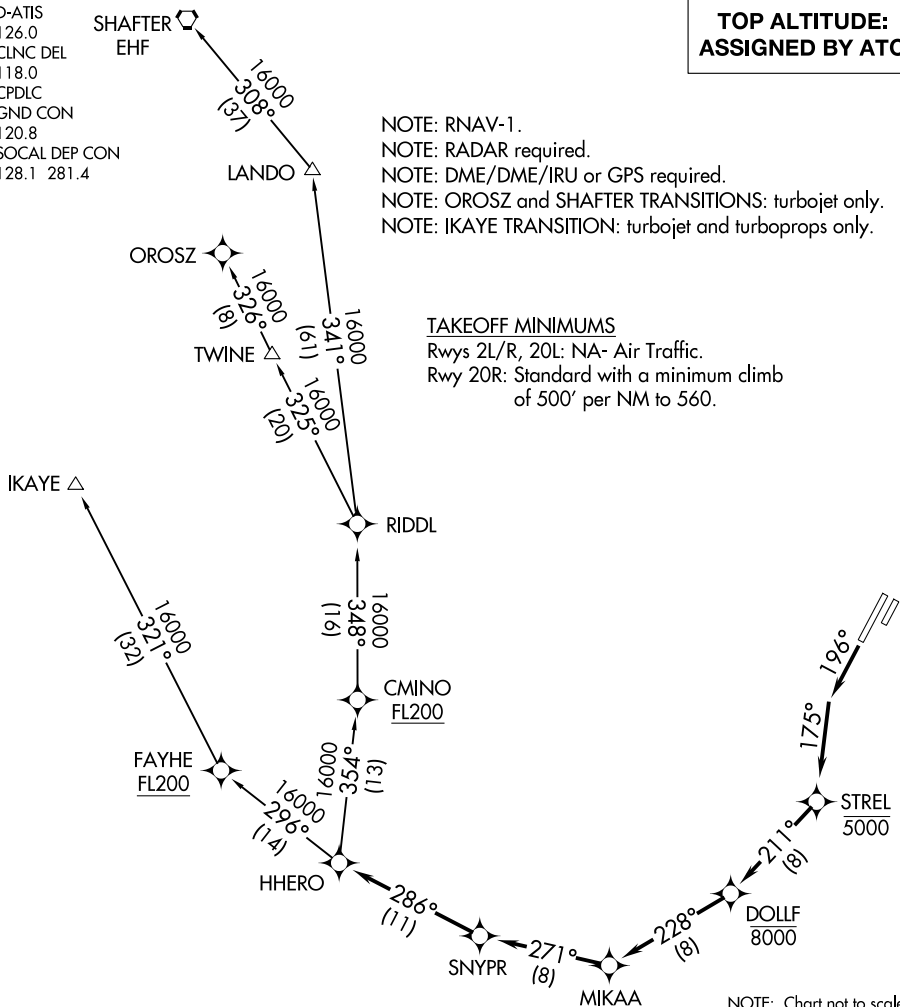 D-ATIS
126.0
CLNC DEL
118.0
CPDLC
GND CON
120.8
SOCAL DEP CON
128.1 281.4
TOP ALTITUDE:
ASSIGNED BY ATC
SHAFTER
EHF
16000
308°
(37)
LANDO
NOTE: RNAV-1.
NOTE: RADAR required.
NOTE: DME/DME/IRU or GPS required.
NOTE: OROSZ and SHAFTER TRANSITIONS: turbojet only.
NOTE: IKAYE TRANSITION: turbojet and turboprops only.
OROSZ
16000
326°
(8)
16000
341°
(61)
TWINE
16000
325°
(20)
TAKEOFF MINIMUMS
Rwys 2L/R, 20L: NA- Air Traffic.
Rwy 20R: Standard with a minimum climb
of 500' per NM to 560.
IKAYE
RIDDL
16000
321°
(32)
16000
348°
(16)
196°
175°
CMINO
FL200
FAYHE
FL200
16000
354°
(13)
16000
296°
(14)
STREL
5000
211°
(8)
HHERO
DOLLF
8000
286°
(11)
228°
(8)
SNYPR
271°
(8)
MIKAA
NOTE: Chart not to scale